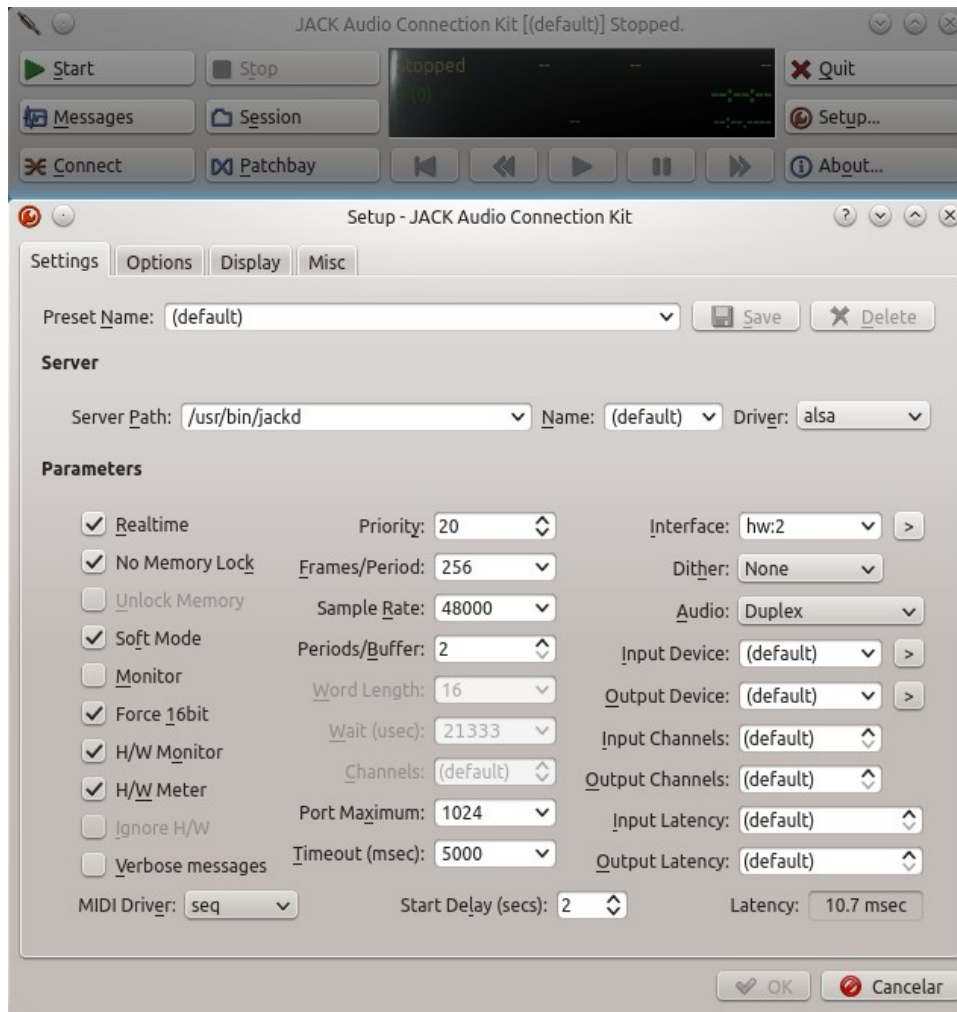 JACK Audio Connection Kit [(default)] Stopped.
Start Stop Stopped -- -- -- Quit
(0) --:--:--
Messages Session -- --:--.---- Setup...
Connect Patchbay About...
Setup - JACK Audio Connection Kit
Settings Options Display Misc
Preset Name: (default) Save Delete
Server
Server Path: /usr/bin/jackd Name: (default) Driver: alsa
Parameters
Realtime Priority: 20 Interface: hw:2 >
No Memory Lock Frames/Period: 256 Dither: None
Unlock Memory Sample Rate: 48000 Audio: Duplex
Soft Mode Periods/Buffer: 2 Input Device: (default) >
Monitor Word Length: 16 Output Device: (default) >
Force 16bit Wait (usec): 21333 Input Channels: (default)
H/W Monitor Channels: (default) Output Channels: (default)
H/W Meter Port Maximum: 1024 Input Latency: (default)
Ignore H/W Timeout (msec): 5000 Output Latency: (default)
Verbose messages
MIDI Driver: seq Start Delay (secs): 2 Latency: 10.7 msec
OK Cancelar